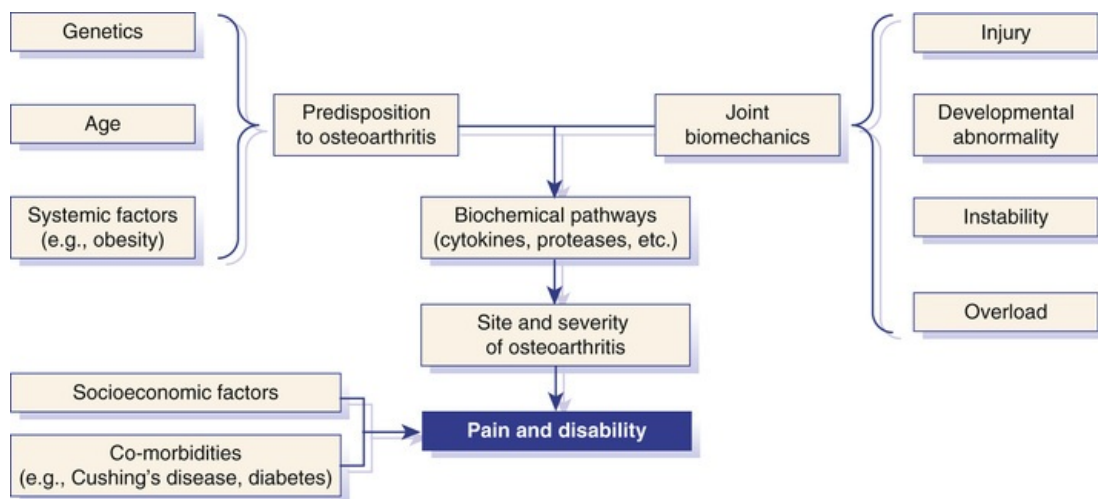 Genetics
Age
Systemic factors
(e.g., obesity)
Predisposition
to osteoarthritis
Joint
biomechanics
Injury
Developmental
abnormality
Instability
Overload
Biochemical pathways
(cytokines, proteases, etc.)
Site and severity
of osteoarthritis
Socioeconomic factors
Co-morbidities
(e.g., Cushing's disease, diabetes)
Pain and disability